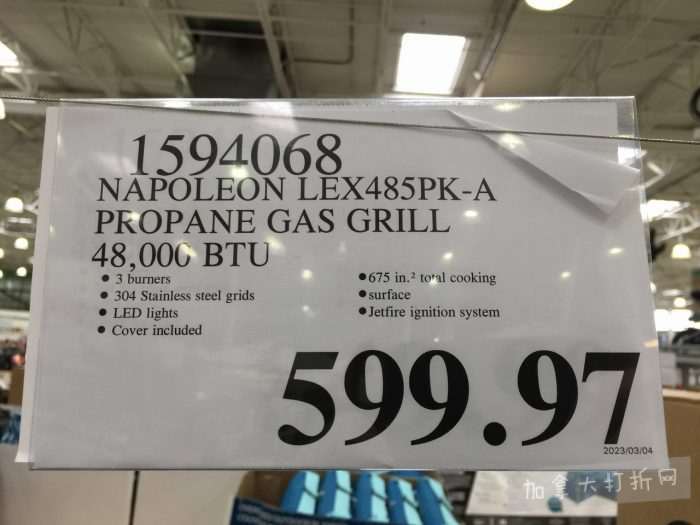 1594068
NAPOLEON LEX485PK-A
PROPANE GAS GRILL
48,000 BTU
• 3 burners
• 304 Stainless steel grids
• LED lights
• Cover included
• 675 in.² total cooking
• surface
• Jetfire ignition system
599.97
2023/03/04
加拿大打折网